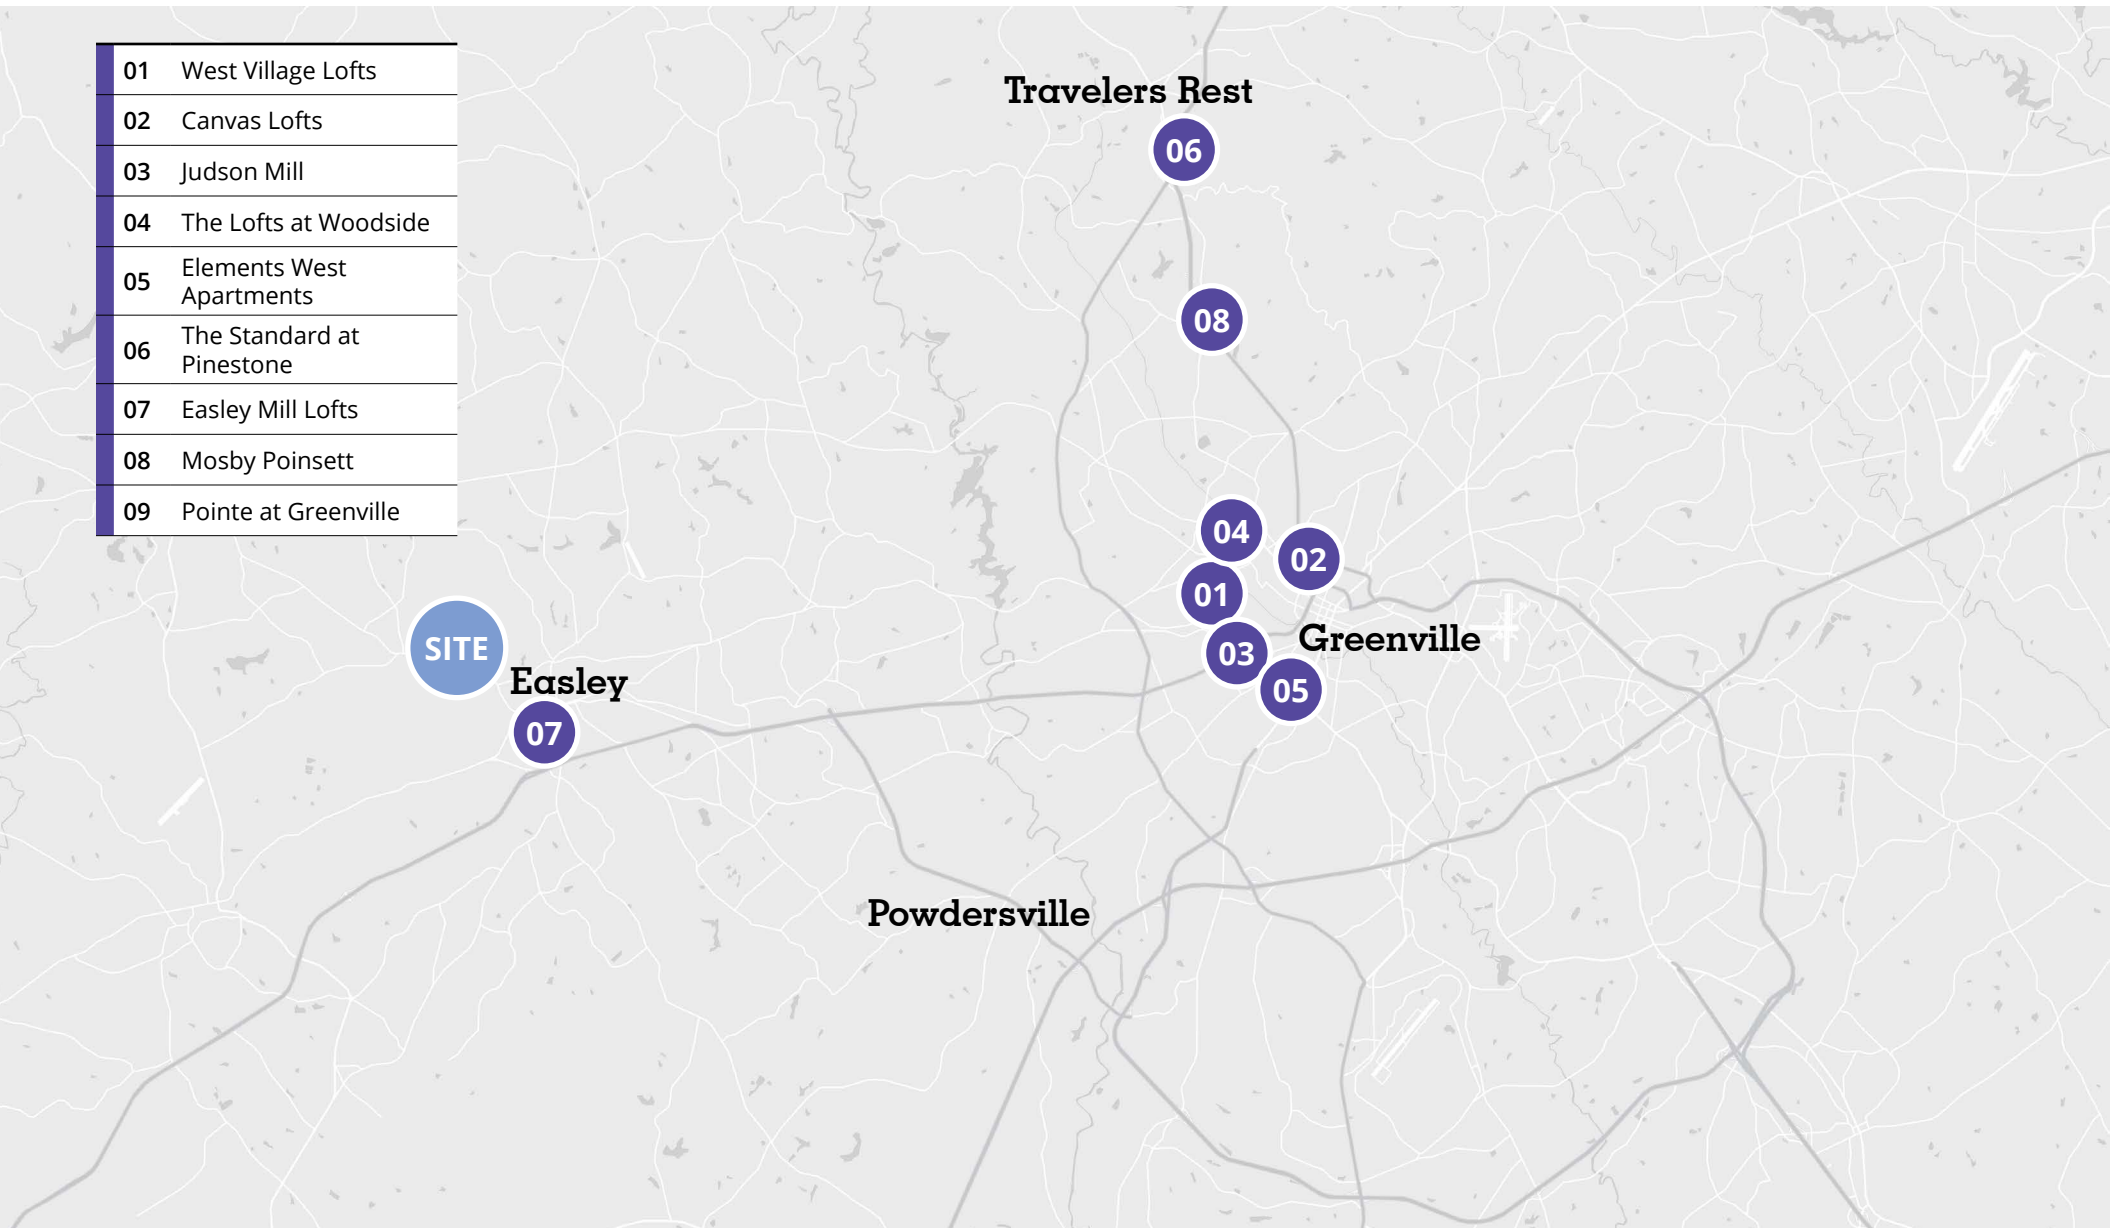 01 West Village Lofts
02 Canvas Lofts
03 Judson Mill
04 The Lofts at Woodside
05 Elements West
Apartments
06 The Standard at
Pinestone
07 Easley Mill Lofts
08 Mosby Poinsett
09 Pointe at Greenville
Travelers Rest
06
08
04
02
01
Greenville
03
05
SITE
Easley
07
Powdersville